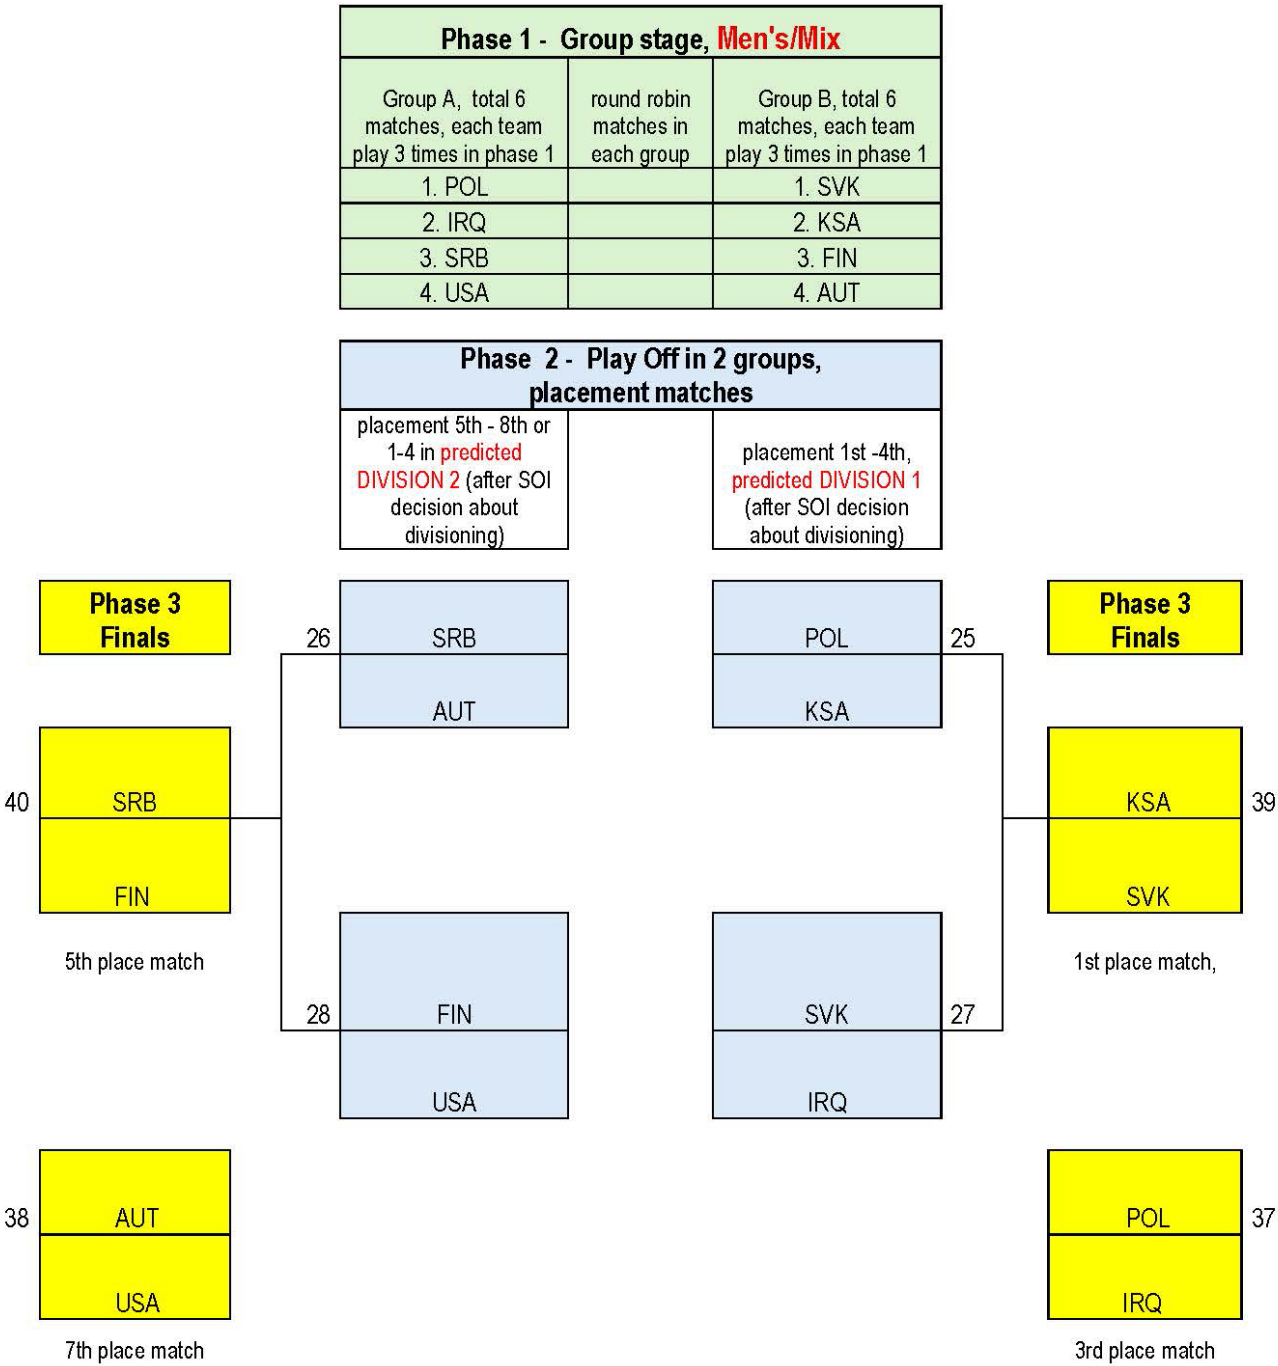 Phase 1 -  Group stage, Men's/Mix
Group A,  total 6
matches, each team
play 3 times in phase 1
round robin
matches in
each group
Group B, total 6
matches, each team
play 3 times in phase 1
1. POL
1. SVK
2. IRQ
2. KSA
3. SRB
3. FIN
4. USA
4. AUT
Phase  2 -  Play Off in 2 groups,
placement matches
placement 5th - 8th or
1-4 in predicted
DIVISION 2 (after SOI
decision about
divisioning)
placement 1st -4th,
predicted DIVISION 1
(after SOI decision
about divisioning)
Phase 3
Finals
26
SRB
AUT
POL
25
KSA
Phase 3
Finals
40
SRB
FIN
5th place match
KSA
39
SVK
1st place match,
28
FIN
USA
SVK
27
IRQ
38
AUT
USA
7th place match
POL
37
IRQ
3rd place match